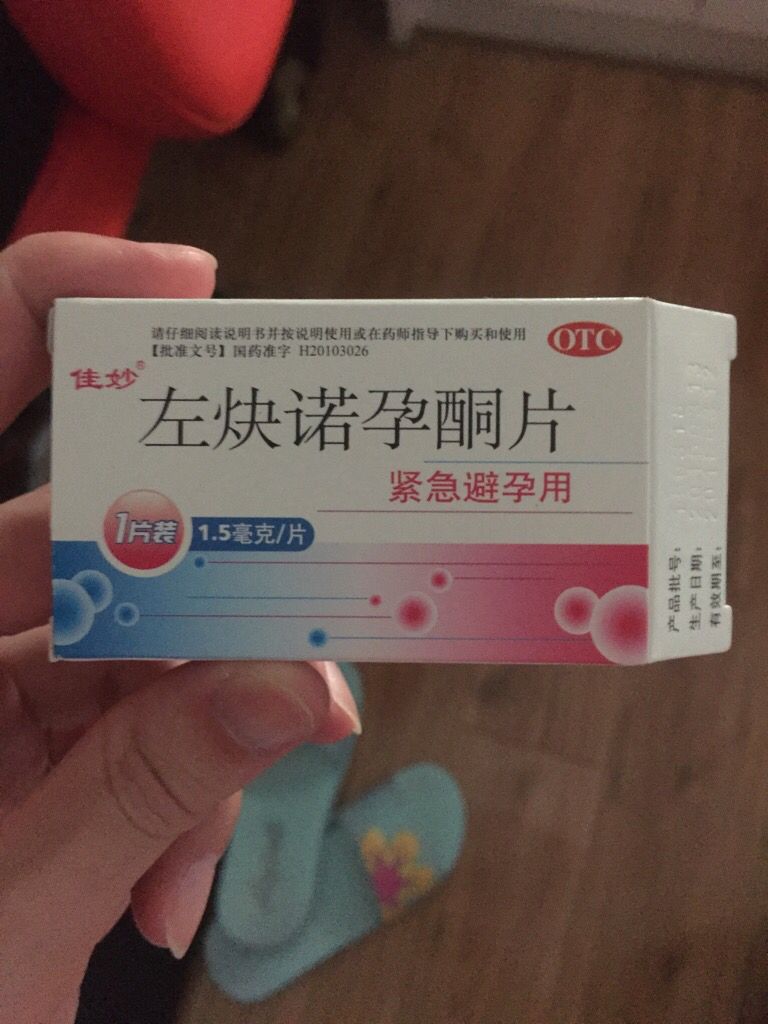 请仔细阅读说明书并按说明使用或在药师指导下购买和使用
【批准文号】国药准字 H20103026
OTC
佳妙®
左炔诺孕酮片
紧急避孕用
1片装
1.5毫克/片
产品批号:
生产日期:
有效期至: